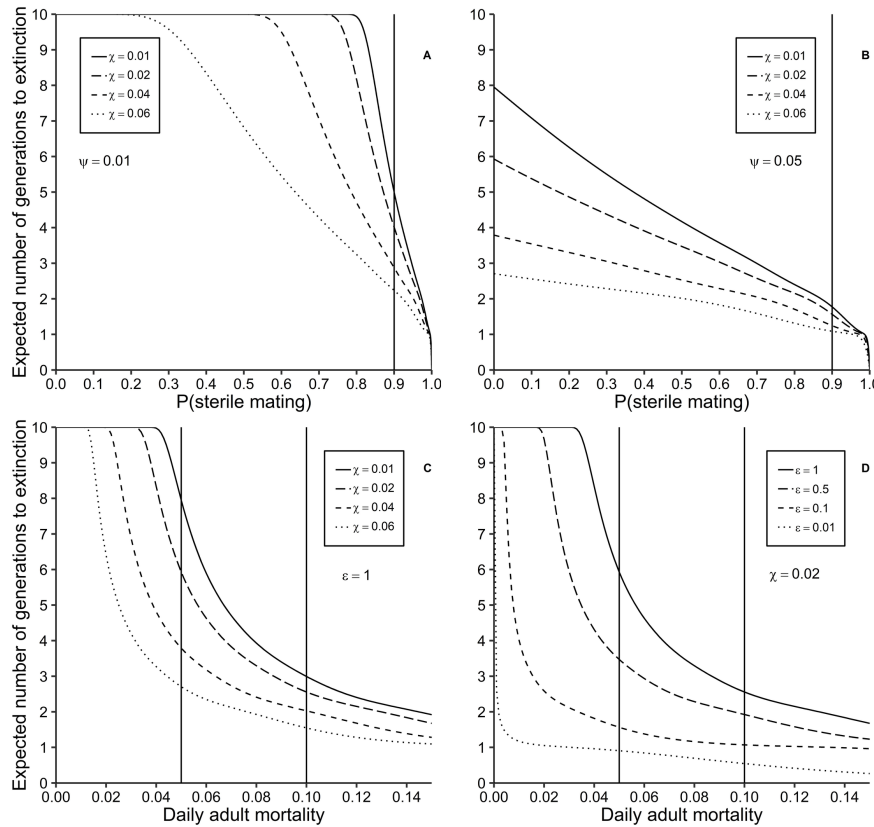 Expected number of generations to extinction
10
9
8
7
6
5
4
3
2
1
0
χ = 0.01
χ = 0.02
χ = 0.04
χ = 0.06
A
ψ = 0.01
0.0 0.1 0.2 0.3 0.4 0.5 0.6 0.7 0.8 0.9 1.0
P(sterile mating)
10
9
8
7
6
5
4
3
2
1
0
χ = 0.01
χ = 0.02
χ = 0.04
χ = 0.06
B
ψ = 0.05
0.0 0.1 0.2 0.3 0.4 0.5 0.6 0.7 0.8 0.9 1.0
P(sterile mating)
Expected number of generations to extinction
10
9
8
7
6
5
4
3
2
1
0
χ = 0.01
χ = 0.02
χ = 0.04
χ = 0.06
C
ε = 1
0.00 0.02 0.04 0.06 0.08 0.10 0.12 0.14
Daily adult mortality
10
9
8
7
6
5
4
3
2
1
0
ε = 1
ε = 0.5
ε = 0.1
ε = 0.01
D
χ = 0.02
0.00 0.02 0.04 0.06 0.08 0.10 0.12 0.14
Daily adult mortality